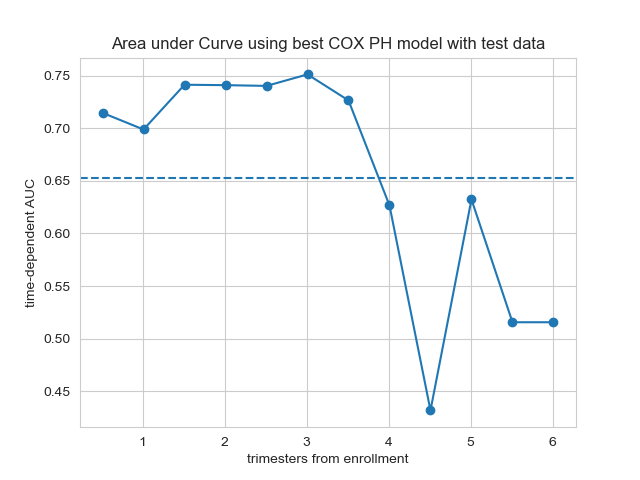 Area under Curve using best COX PH model with test data
time-dependent AUC
0.75
0.70
0.65
0.60
0.55
0.50
0.45
1 2 3 4 5 6
trimesters from enrollment